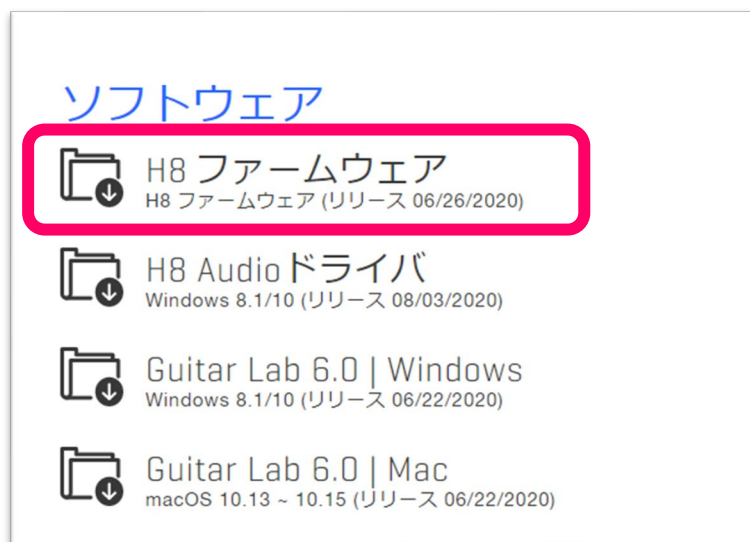 ソフトウェア
H8 ファームウェア
H8 ファームウェア (リリース 06/26/2020)
H8 Audioドライバ
Windows 8.1/10 (リリース 08/03/2020)
Guitar Lab 6.0 | Windows
Windows 8.1/10 (リリース 06/22/2020)
Guitar Lab 6.0 | Mac
macOS 10.13 ~ 10.15 (リリース 06/22/2020)